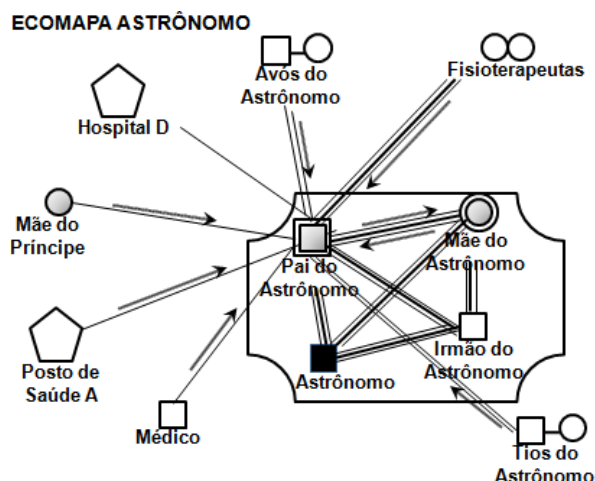 ECOMAPA ASTRÔNOMO
Avós do
Astrônomo
Fisioterapeutas
Hospital D
Mãe do
Príncipe
Pai do
Astrônomo
Mãe do
Astrônomo
Posto de
Saúde A
Astrônomo
Irmão do
Astrônomo
Médico
Tios do
Astrônomo